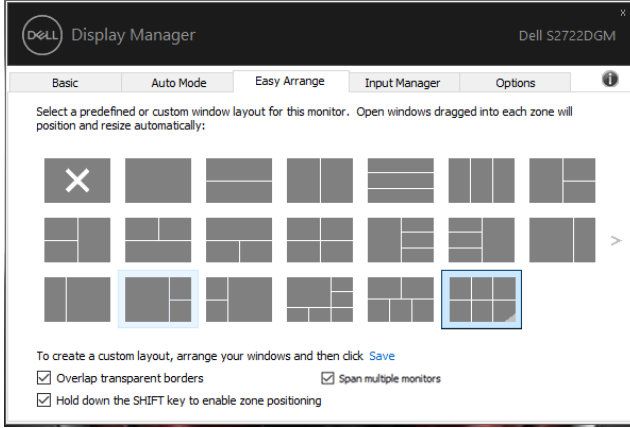 x
DELL Display Manager Dell S2722DGM
Basic Auto Mode Easy Arrange Input Manager Options i
Select a predefined or custom window layout for this monitor. Open windows dragged into each zone will
position and resize automatically:
>
To create a custom layout, arrange your windows and then click Save
Overlap transparent borders Span multiple monitors
Hold down the SHIFT key to enable zone positioning